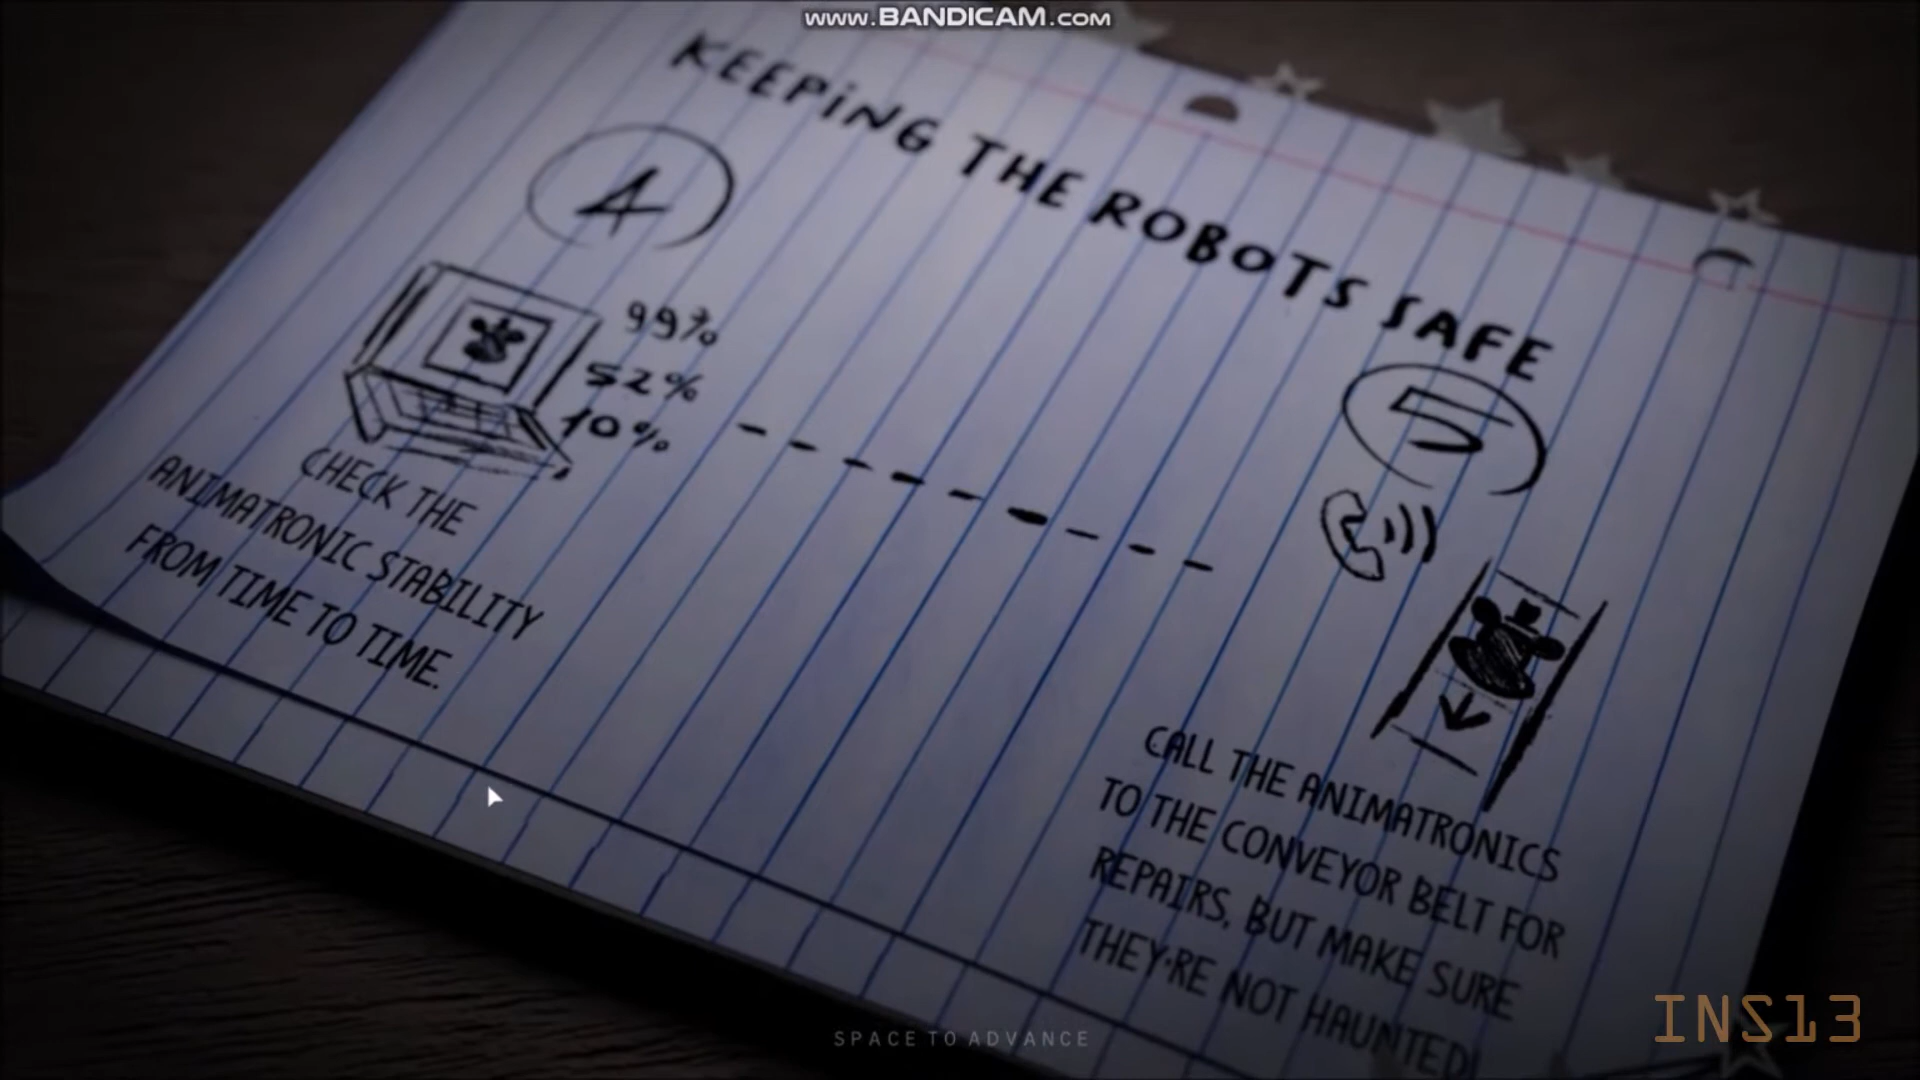 www.BANDICAM.com
KEEPING THE ROBOTS SAFE
4
99%
52%
10%
CHECK THE
ANIMATRONIC STABILITY
FROM TIME TO TIME.
5
CALL THE ANIMATRONICS
TO THE CONVEYOR BELT FOR
REPAIRS, BUT MAKE SURE
THEY'RE NOT HAUNTED!
SPACE TO ADVANCE
INS13